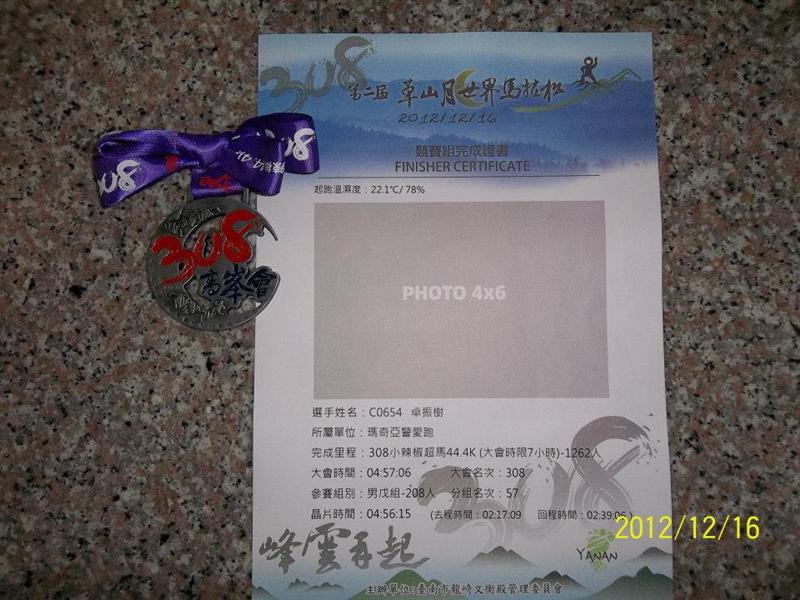 308
第二屆 草山月世界馬拉松
2012/12/16
競賽組完成證書
FINISHER CERTIFICATE
起跑溫濕度：22.1℃/ 78%
PHOTO 4x6
308
308
308
高峯會
選手姓名：C0654 卓振樹
所屬單位：瑪奇亞譽愛跑
完成里程：308小辣椒超馬44.4K (大會時限7小時)-1262人
大會時間：04:57:06 大會名次：308
參賽組別：男戊組-208人 分組名次：57
晶片時間：04:56:15 (去程時間：02:17:09 回程時間：02:39:06 )
308
峰雲再起
YANAN
2012/12/16
主辦單位:臺南市龍崎文衡殿管理委員會